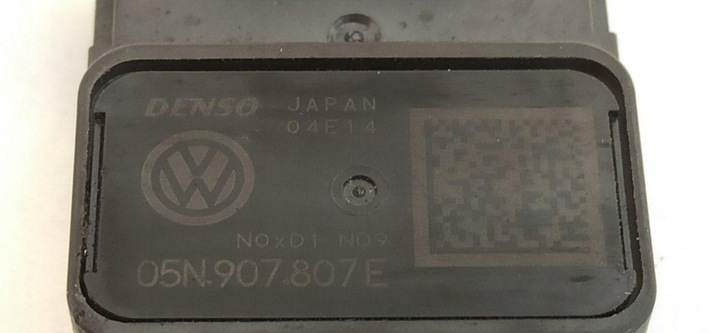 DENSO JAPAN
04E14
NOxD1 ND9
05N.907.807E